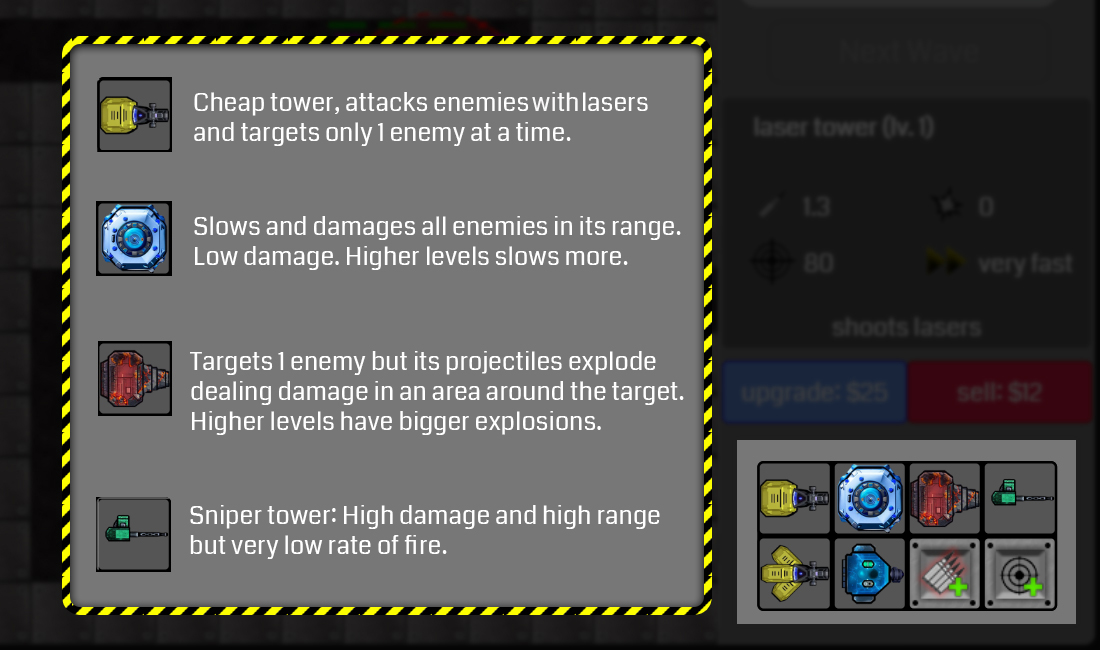 Cheap tower, attacks enemies with lasers
and targets only 1 enemy at a time.
Slows and damages all enemies in its range.
Low damage. Higher levels slows more.
Targets 1 enemy but its projectiles explode
dealing damage in an area around the target.
Higher levels have bigger explosions.
Sniper tower: High damage and high range
but very low rate of fire.
Next Wave
laser tower (lv. 1)
1.3 0
80 very fast
shoots lasers
upgrade: $25 sell: $12